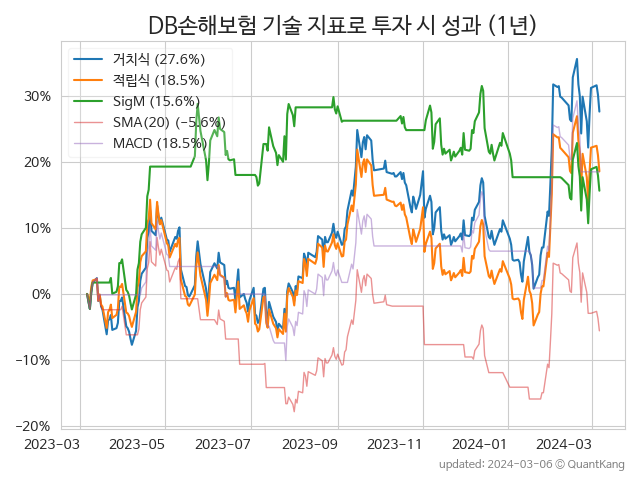 DB손해보험 기술 지표로 투자 시 성과 (1년)
거치식 (27.6%)
적립식 (18.5%)
SigM (15.6%)
SMA(20) (−5.6%)
MACD (18.5%)
30%
20%
10%
0%
−10%
−20%
2023-03
2023-05
2023-07
2023-09
2023-11
2024-01
2024-03
updated: 2024-03-06 ⓒ QuantKang